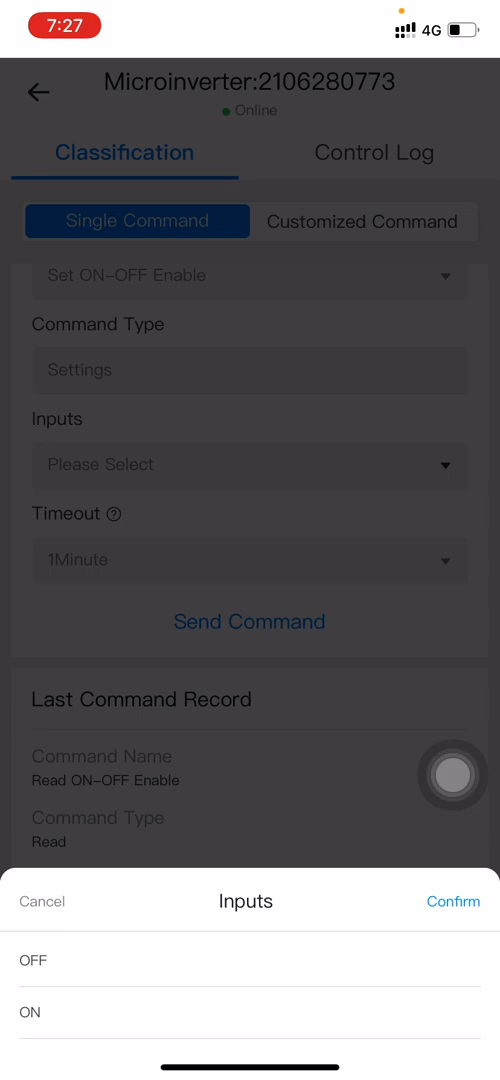 7:27
4G
Microinverter:2106280773
Online
Classification
Control Log
Single Command
Customized Command
Set ON-OFF Enable
Command Type
Settings
Inputs
Please Select
Timeout ?
1Minute
Send Command
Last Command Record
Command Name
Read ON-OFF Enable
Command Type
Read
Cancel
Inputs
Confirm
OFF
ON